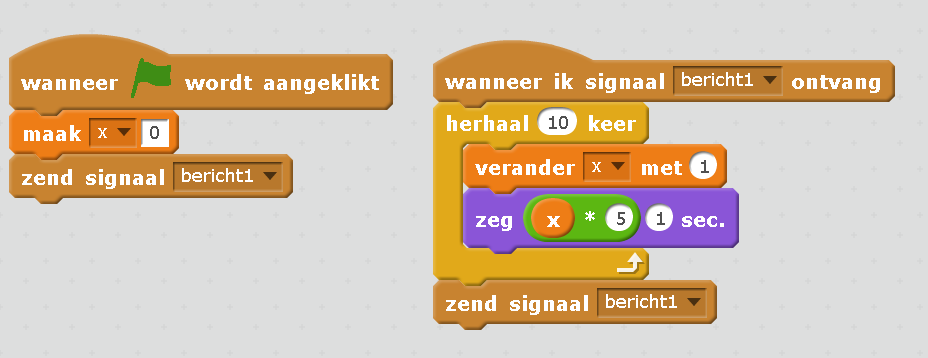 wanneer wordt aangeklikt
maak x 0
zend signaal bericht1
wanneer ik signaal bericht1 ontvang
herhaal 10 keer
verander x met 1
zeg x * 5 1 sec.
zend signaal bericht1